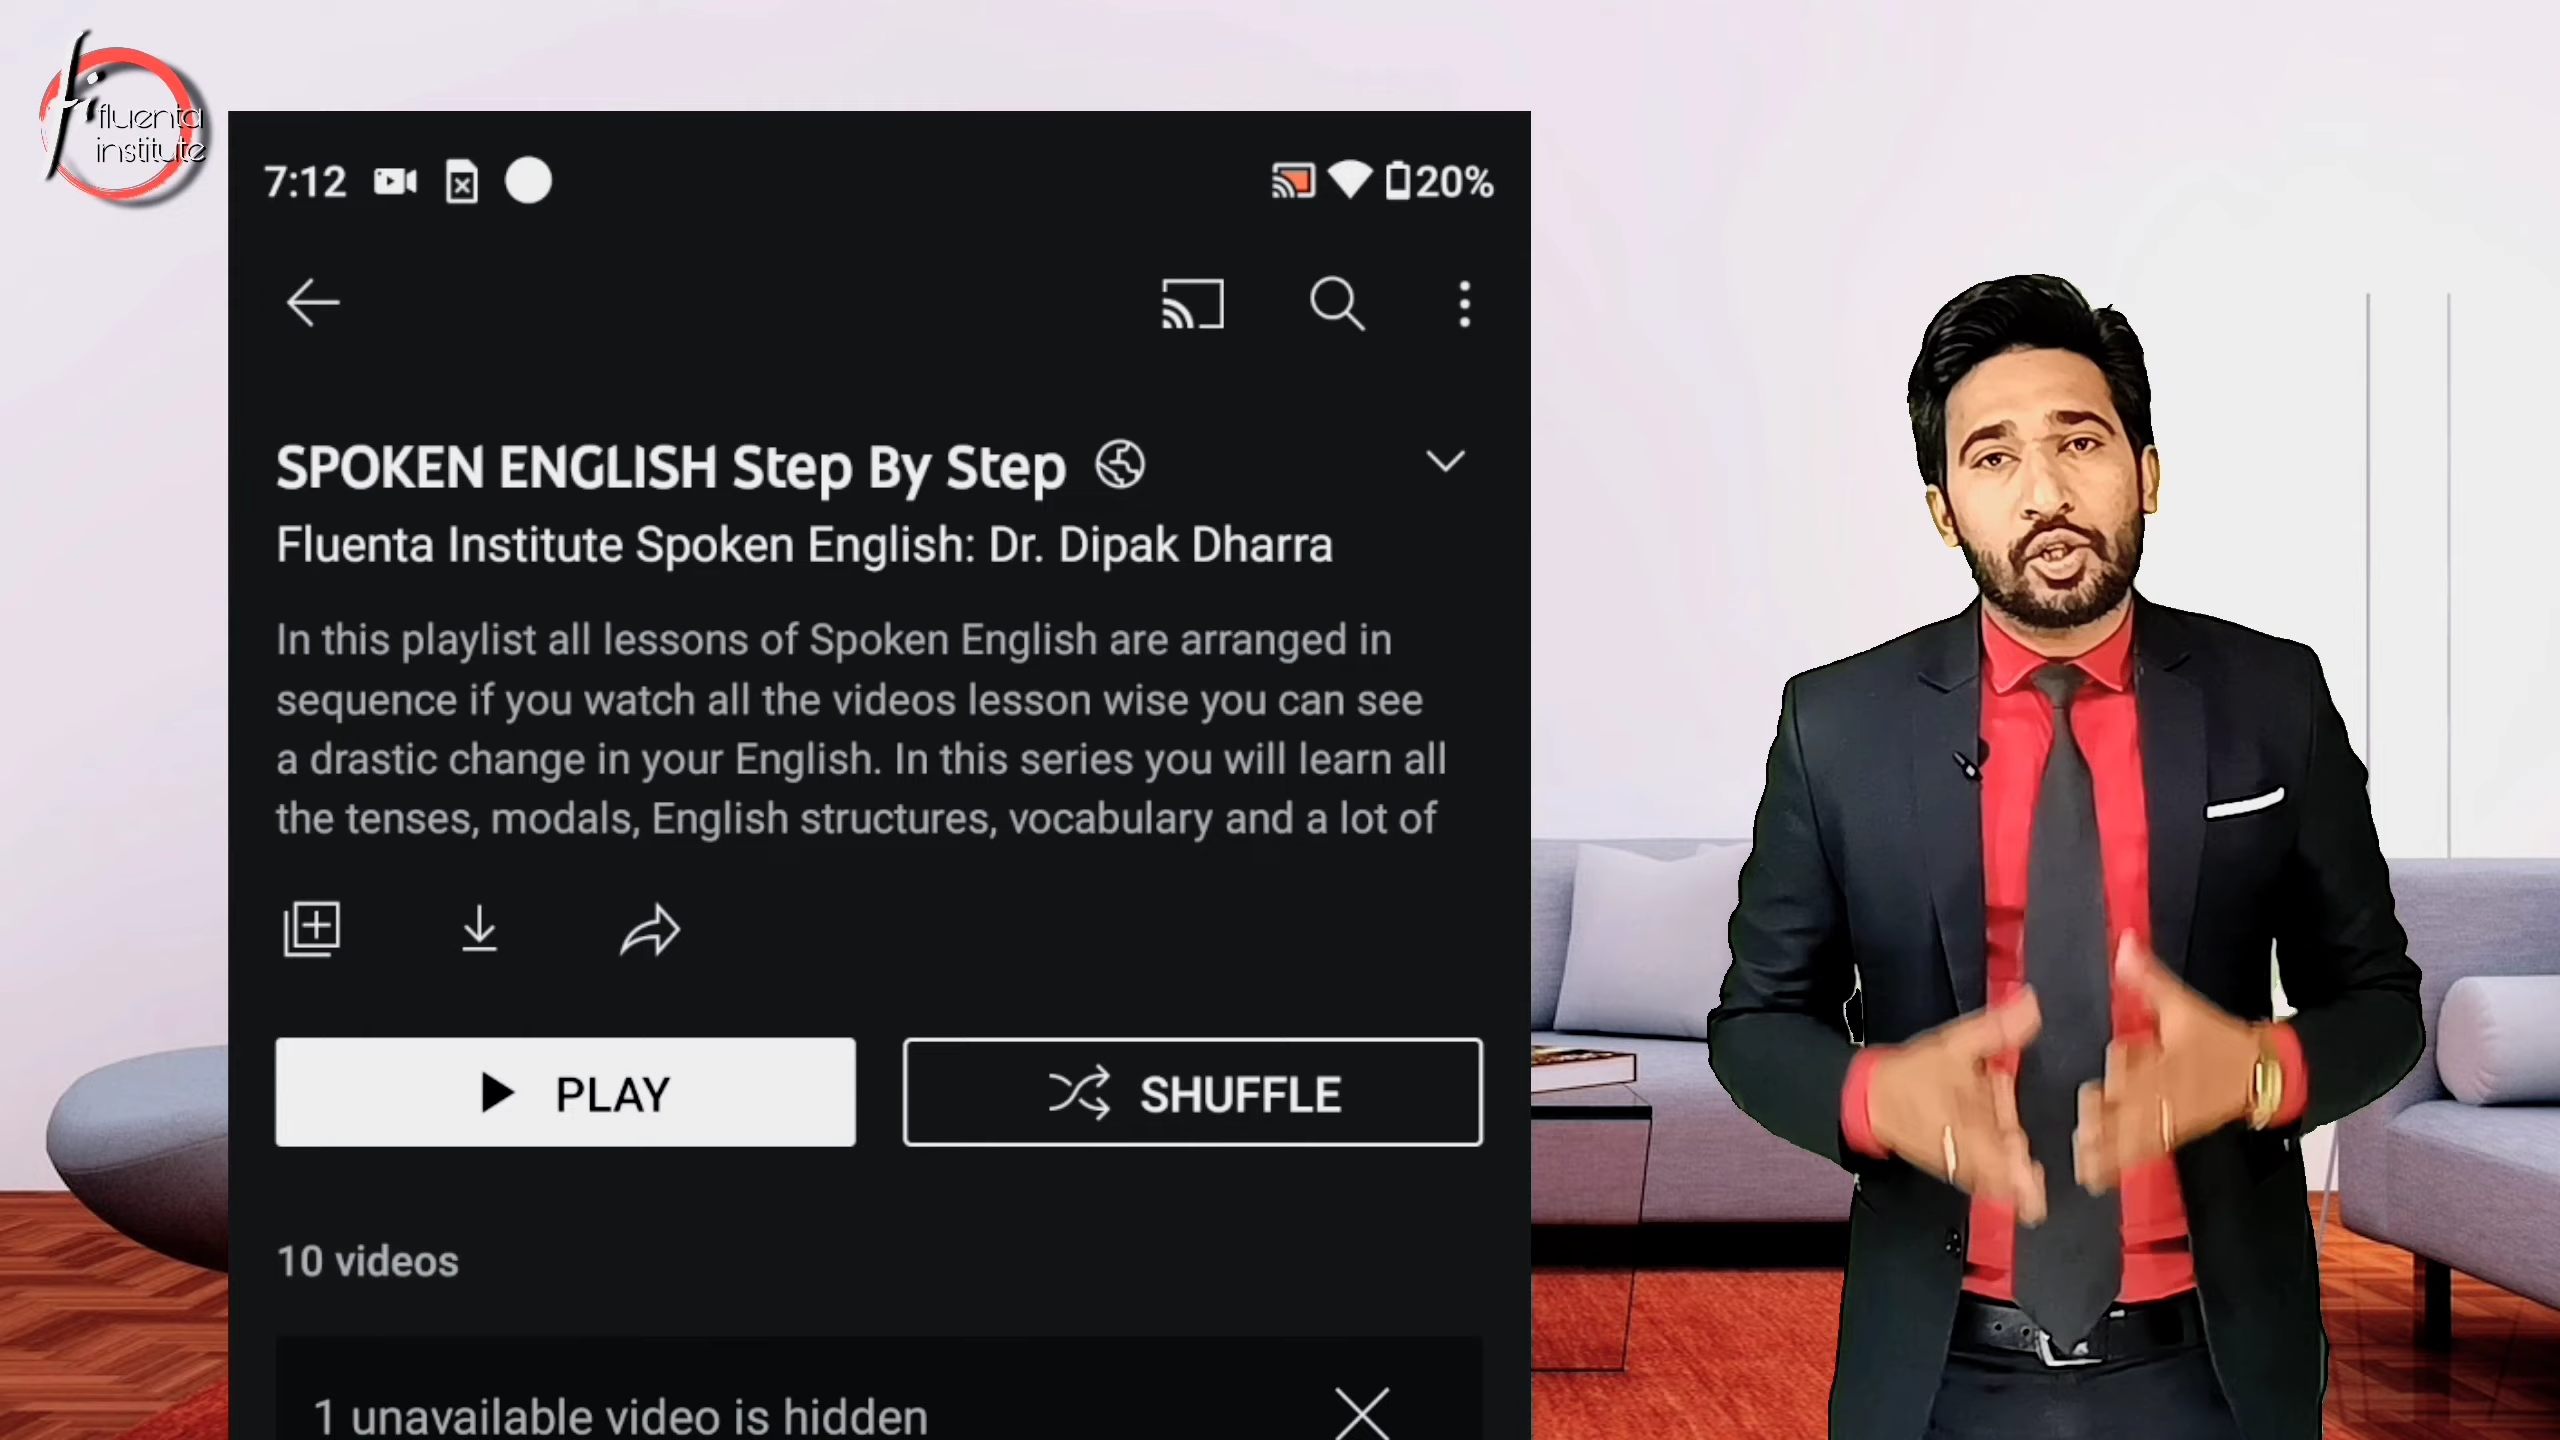 fluenta
institute
7:12
20%
SPOKEN ENGLISH Step By Step
Fluenta Institute Spoken English: Dr. Dipak Dharra
In this playlist all lessons of Spoken English are arranged in
sequence if you watch all the videos lesson wise you can see
a drastic change in your English. In this series you will learn all
the tenses, modals, English structures, vocabulary and a lot of
PLAY
SHUFFLE
10 videos
1 unavailable video is hidden